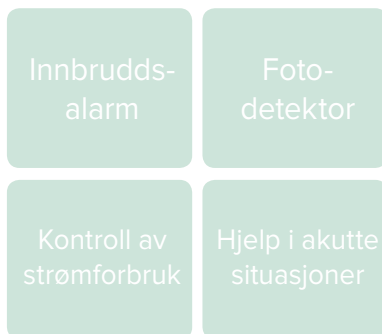 Innbrudds-
alarm
Foto-
detektor
Kontroll av
strømforbruk
Hjelp i akutte
situasjoner